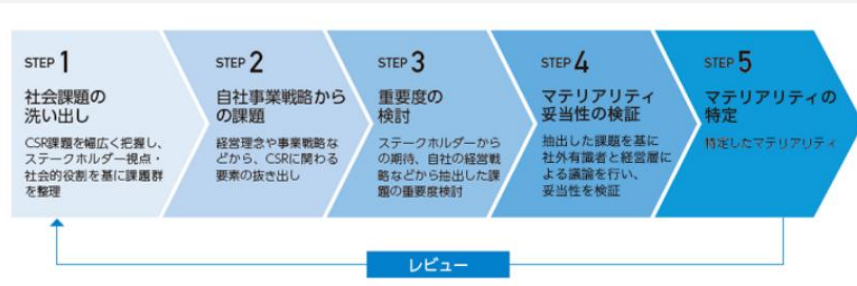 STEP 1
社会課題の
洗い出し
CSR課題を幅広く把握し、
ステークホルダー視点・
社会的役割を基に課題群
を整理
STEP 2
自社事業戦略から
の課題
経営理念や事業戦略な
どから、CSRに関わる
要素の抜き出し
STEP 3
重要度の
検討
ステークホルダーから
の期待、自社の経営戦
略などから抽出した課
題の重要度検討
STEP 4
マテリアリティ
妥当性の検証
抽出した課題を基に
社外有識者と経営層に
よる議論を行い、
妥当性を検証
STEP 5
マテリアリティの
特定
特定したマテリアリティ
レビュー